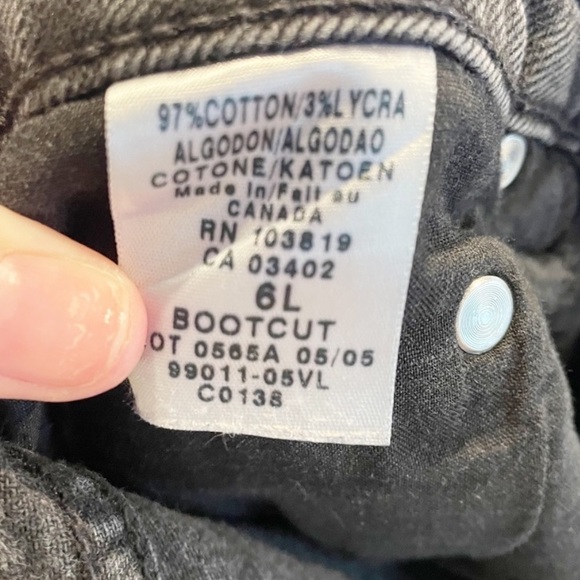 97%COTTON/3%LYCRA
ALGODON/ALGODAO
COTONE/KATOEN
Made in/Fait au
CANADA
RN 103819
CA 03402
6L
BOOTCUT
OT 0565A 05/05
99011-05VL
C0138